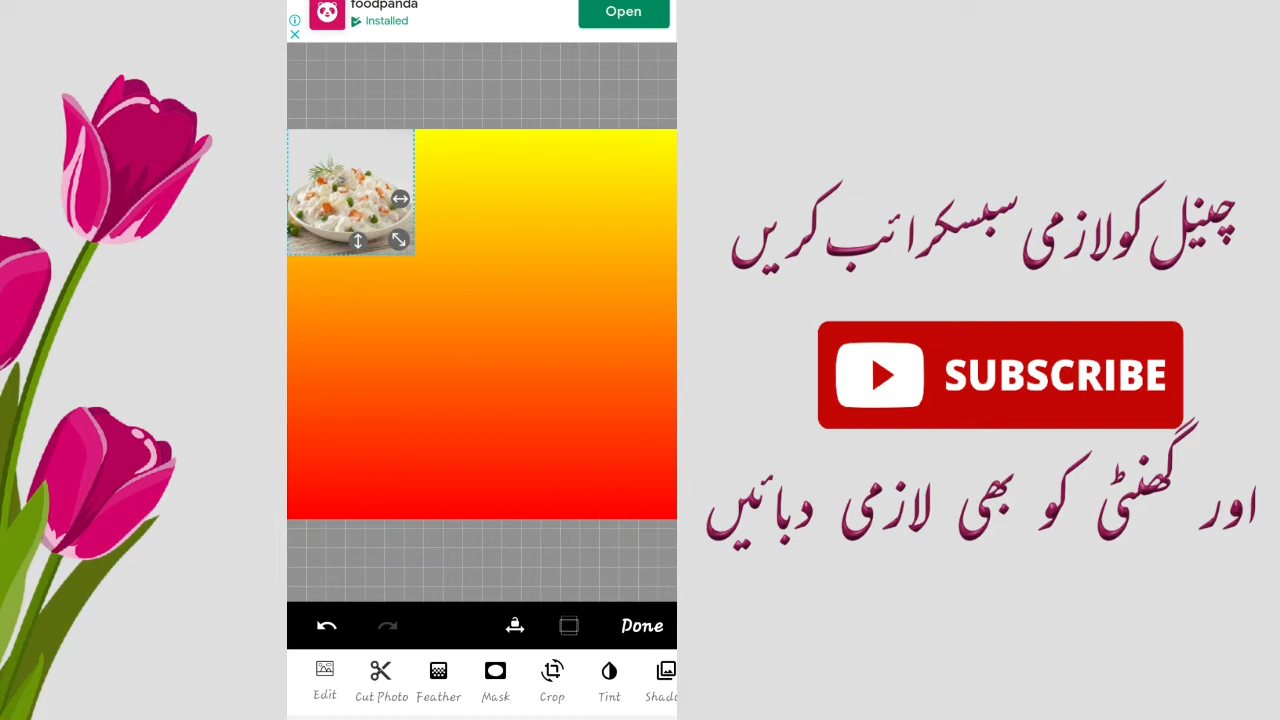 foodpanda
Installed
Open
چینل کو لازمی سبسکرائب کریں
SUBSCRIBE
اور گھنٹی کو بھی لازمی دبائیں
Done
Edit Cut Photo Feather Mask Crop Tint